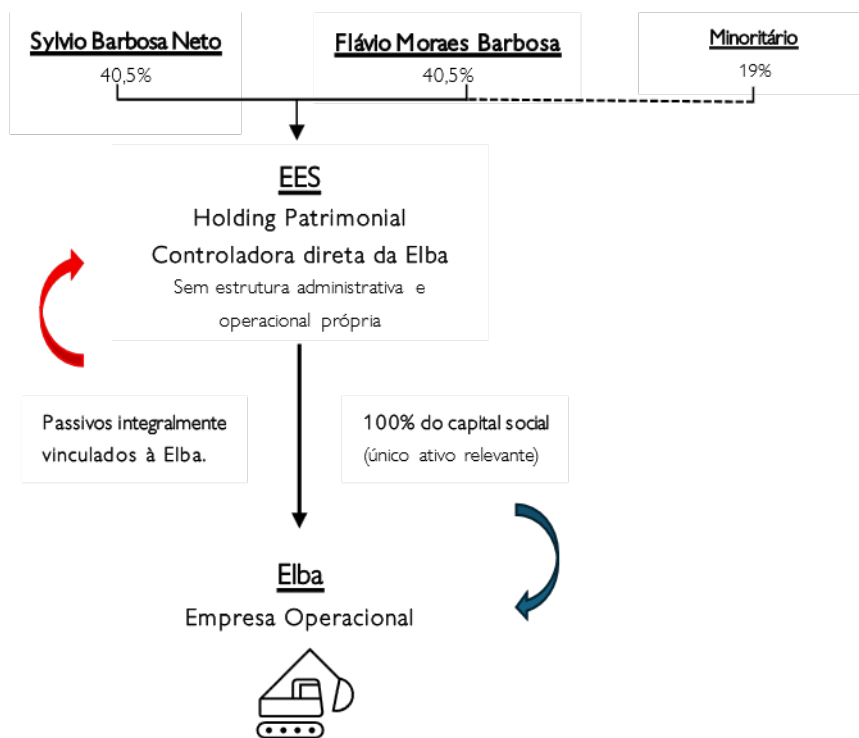 Sylvio Barbosa Neto
40,5%
Flávio Moraes Barbosa
40,5%
Minoritário
19%
EES
Holding Patrimonial
Controladora direta da Elba
Sem estrutura administrativa e
operacional própria
Passivos integralmente
vinculados à Elba.
100% do capital social
(único ativo relevante)
Elba
Empresa Operacional